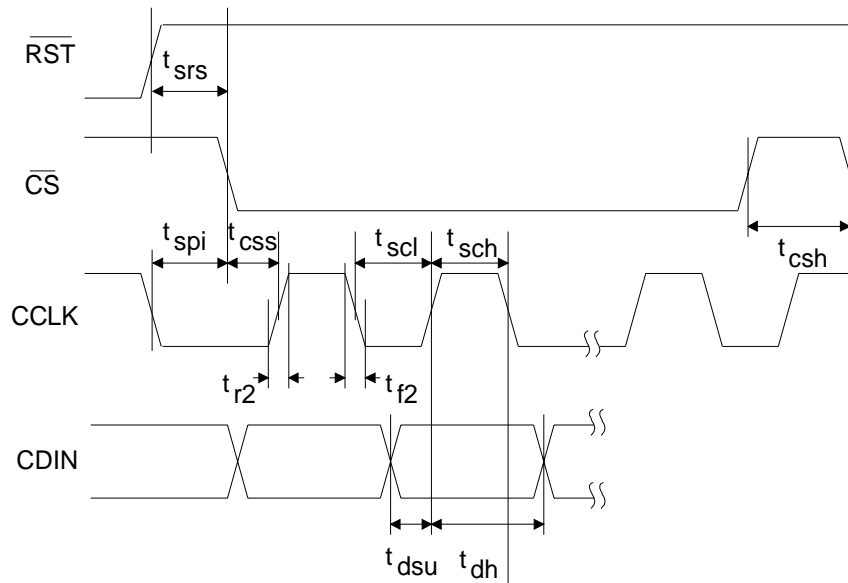 RST
t srs
CS
t spi t css t scl t sch t csh
CCLK
t r2 t f2
CDIN
t dsu t dh